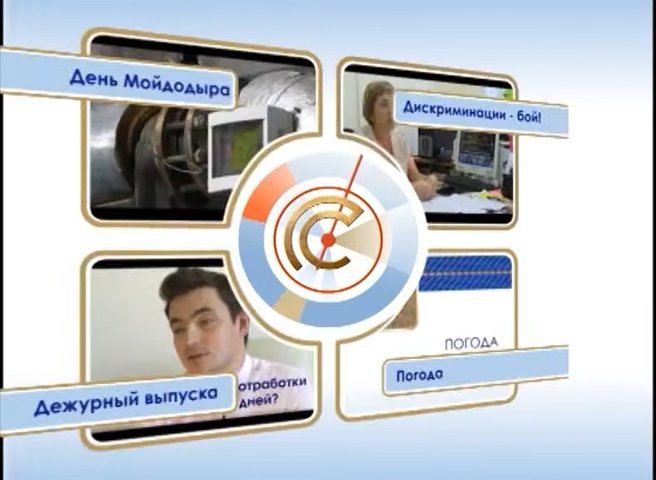 День Мойдодыра
Дискриминации - бой!
Дежурный выпуска
отработки
дней?
ПОГОДА
Погода